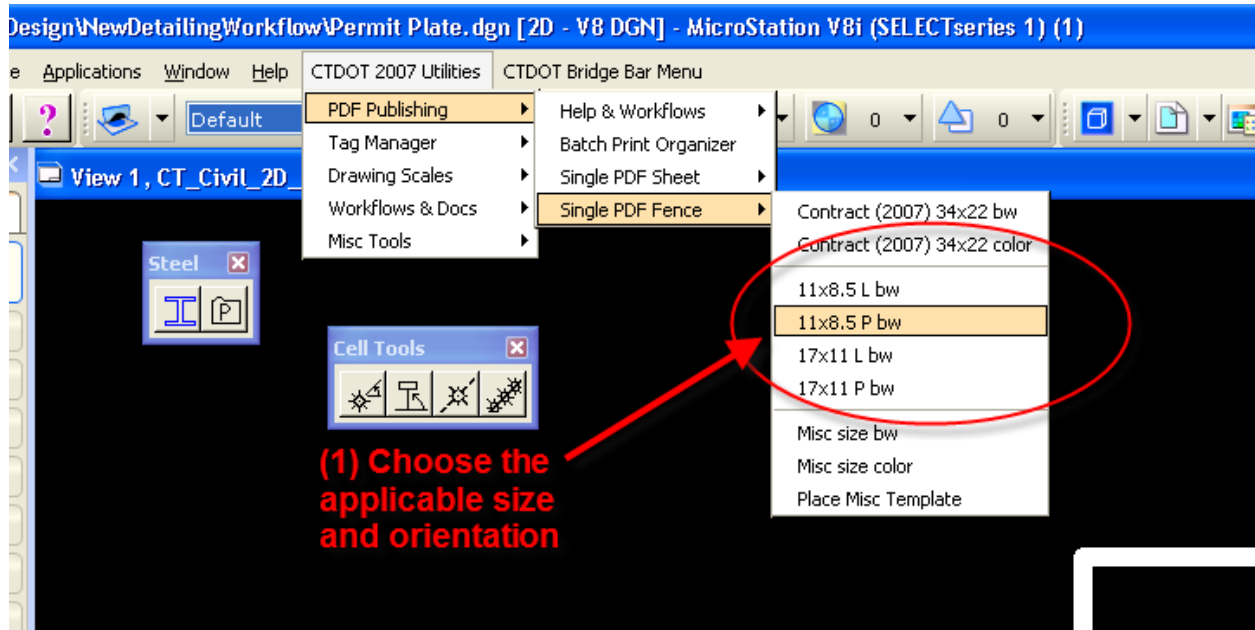 Design\NewDetailingWorkflow\Permit Plate.dgn [2D - V8 DGN] - MicroStation V8i (SELECTseries 1) (1)
e Applications Window Help CTDOT 2007 Utilities CTDOT Bridge Bar Menu
? Default 0 0
PDF Publishing
Tag Manager
Drawing Scales
Workflows & Docs
Misc Tools
Help & Workflows
Batch Print Organizer
Single PDF Sheet
Single PDF Fence
Contract (2007) 34x22 bw
Contract (2007) 34x22 color
11x8.5 L bw
11x8.5 P bw
17x11 L bw
17x11 P bw
Misc size bw
Misc size color
Place Misc Template
View 1, CT_Civil_2D_
Steel
P
Cell Tools
(1) Choose the
applicable size
and orientation